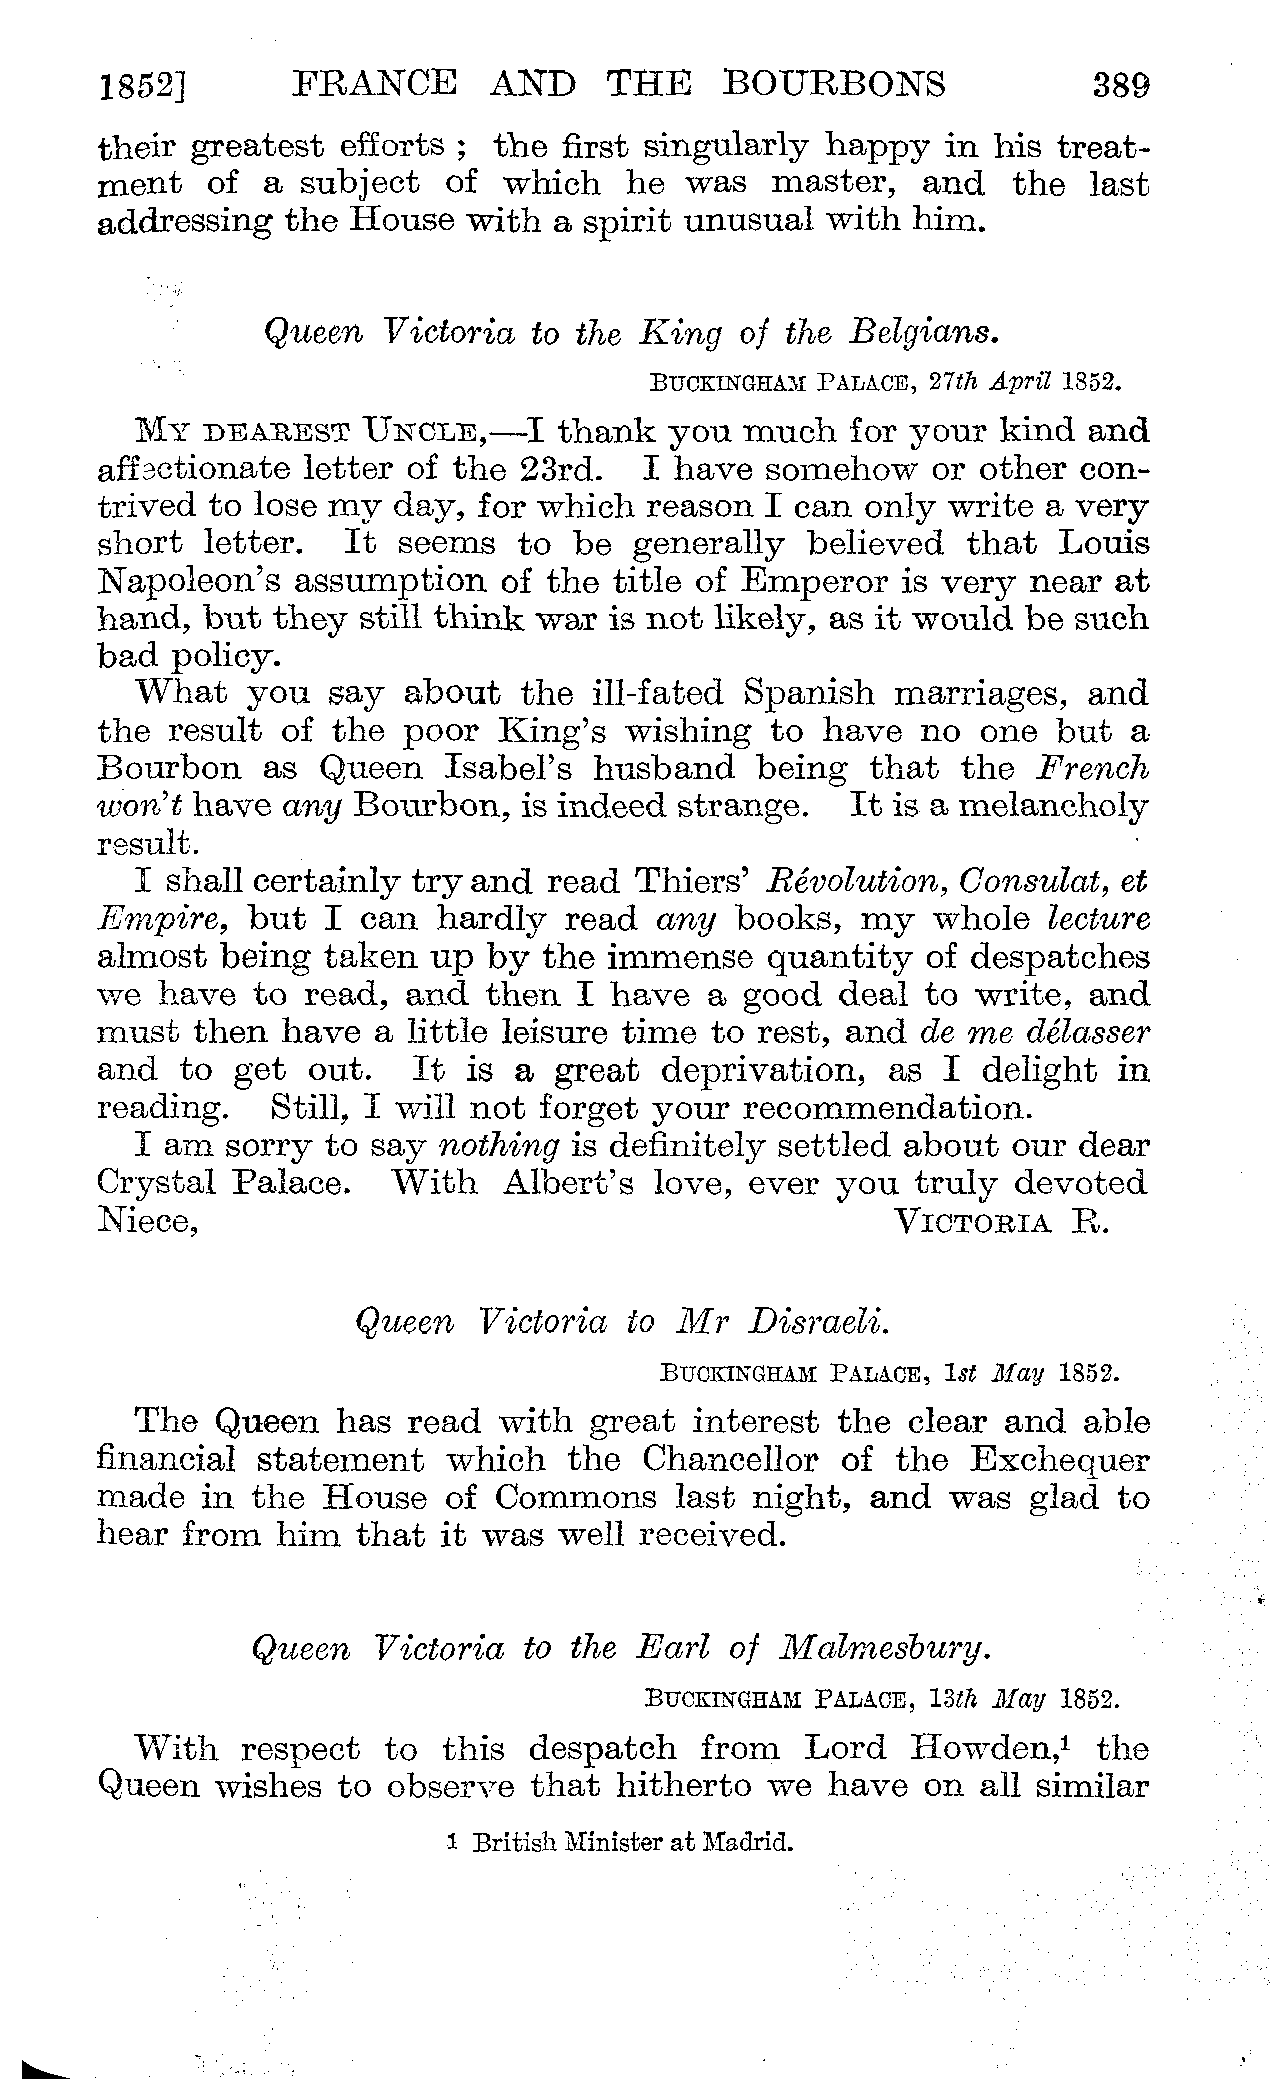 1852] FRANCE AND THE BOURBONS 389
their greatest efforts ; the first singularly happy in his treat-
ment of a subject of which he was master, and the last
addressing the House with a spirit unusual with him.
Queen Victoria to the King of the Belgians.
BUCKINGHAM PALACE, 27th April 1852.
MY DEAREST UNCLE,—I thank you much for your kind and
affectionate letter of the 23rd. I have somehow or other con-
trived to lose my day, for which reason I can only write a very
short letter. It seems to be generally believed that Louis
Napoleon's assumption of the title of Emperor is very near at
hand, but they still think war is not likely, as it would be such
bad policy.
What you say about the ill-fated Spanish marriages, and
the result of the poor King's wishing to have no one but a
Bourbon as Queen Isabel's husband being that the French
won't have any Bourbon, is indeed strange. It is a melancholy
result.
I shall certainly try and read Thiers' Révolution, Consulat, et
Empire, but I can hardly read any books, my whole lecture
almost being taken up by the immense quantity of despatches
we have to read, and then I have a good deal to write, and
must then have a little leisure time to rest, and de me délasser
and to get out. It is a great deprivation, as I delight in
reading. Still, I will not forget your recommendation.
I am sorry to say nothing is definitely settled about our dear
Crystal Palace. With Albert's love, ever you truly devoted
Niece, VICTORIA R.
Queen Victoria to Mr Disraeli.
BUCKINGHAM PALACE, 1st May 1852.
The Queen has read with great interest the clear and able
financial statement which the Chancellor of the Exchequer
made in the House of Commons last night, and was glad to
hear from him that it was well received.
Queen Victoria to the Earl of Malmesbury.
BUCKINGHAM PALACE, 13th May 1852.
With respect to this despatch from Lord Howden,¹ the
Queen wishes to observe that hitherto we have on all similar
1 British Minister at Madrid.